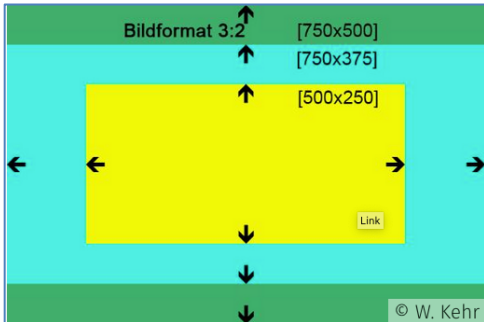 Bildformat 3:2 [750x500]
[750x375]
[500x250]
Link
© W. Kehr